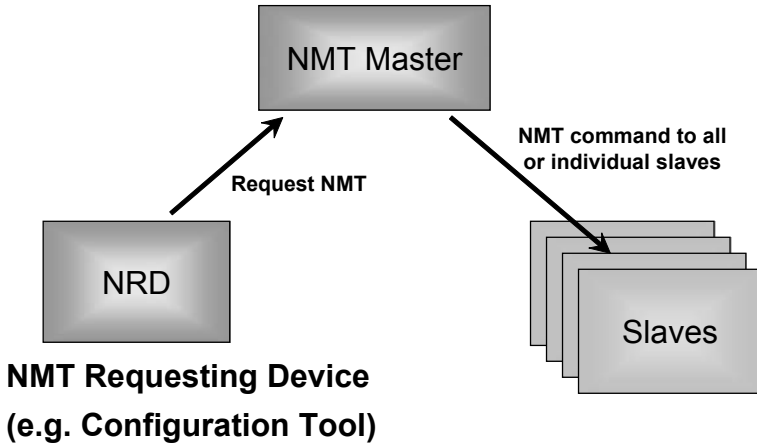 NMT Master
NMT command to all
or individual slaves
Request NMT
NRD
Slaves
NMT Requesting Device
(e.g. Configuration Tool)